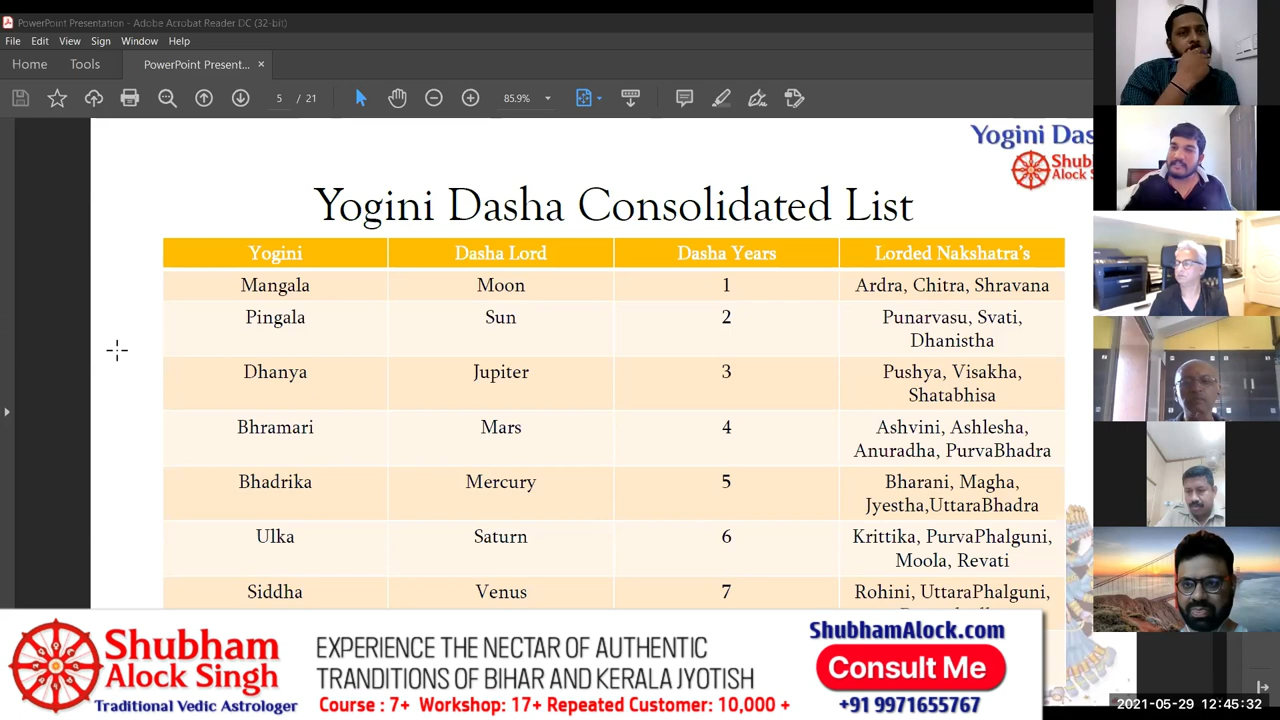 PowerPoint Presentation - Adobe Acrobat Reader DC (32-bit)
File Edit View Sign Window Help
Home Tools PowerPoint Present... ×
5 / 21 85.9%
Yogini Das
Shubh
Alock Sing
Yogini Dasha Consolidated List
Yogini Dasha Lord Dasha Years Lorded Nakshatra's
Mangala Moon 1 Ardra, Chitra, Shravana
Pingala Sun 2 Punarvasu, Svati,
Dhanistha
Dhanya Jupiter 3 Pushya, Visakha,
Shatabhisa
Bhramari Mars 4 Ashvini, Ashlesha,
Anuradha, PurvaBhadra
Bhadrika Mercury 5 Bharani, Magha,
Jyestha,UttaraBhadra
Ulka Saturn 6 Krittika, PurvaPhalguni,
Moola, Revati
Siddha Venus 7 Rohini, UttaraPhalguni,
Shubham
Alock Singh
Traditional Vedic Astrologer
EXPERIENCE THE NECTAR OF AUTHENTIC
TRANDITIONS OF BIHAR AND KERALA JYOTISH
Course : 7+ Workshop: 17+ Repeated Customer: 10,000 +
ShubhamAlock.com
Consult Me
+91 9971655767
2021-05-29 12:45:32